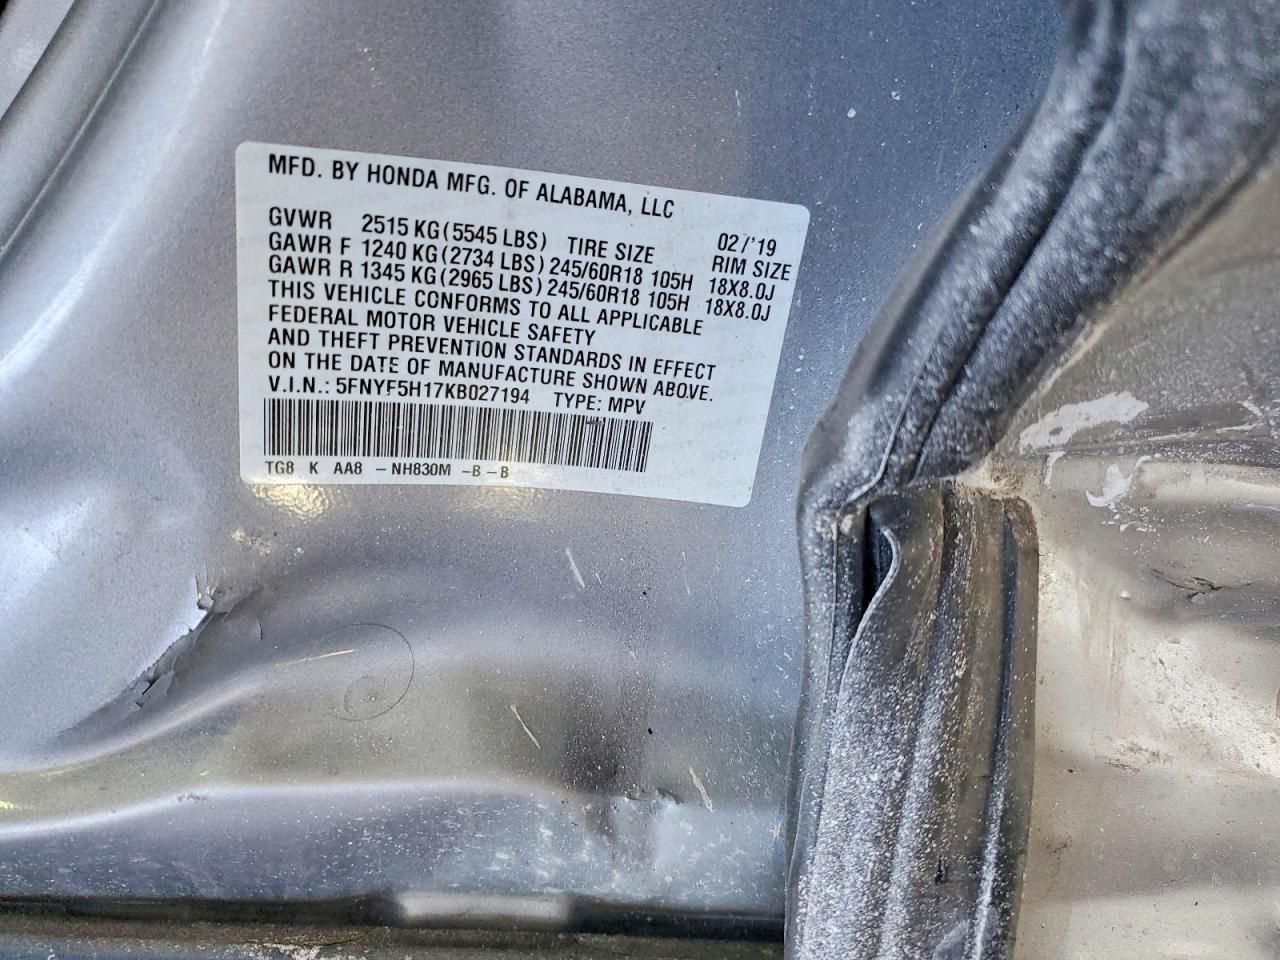 MFD. BY HONDA MFG. OF ALABAMA, LLC
GVWR 2515 KG (5545 LBS) TIRE SIZE 02/'19 RIM SIZE
GAWR F 1240 KG (2734 LBS) 245/60R18 105H 18X8.0J
GAWR R 1345 KG (2965 LBS) 245/60R18 105H 18X8.0J
THIS VEHICLE CONFORMS TO ALL APPLICABLE
FEDERAL MOTOR VEHICLE SAFETY
AND THEFT PREVENTION STANDARDS IN EFFECT
ON THE DATE OF MANUFACTURE SHOWN ABOVE.
V.I.N.: 5FNYF5H17KB027194 TYPE: MPV
TG8 K AA8 -NH830M -B -B